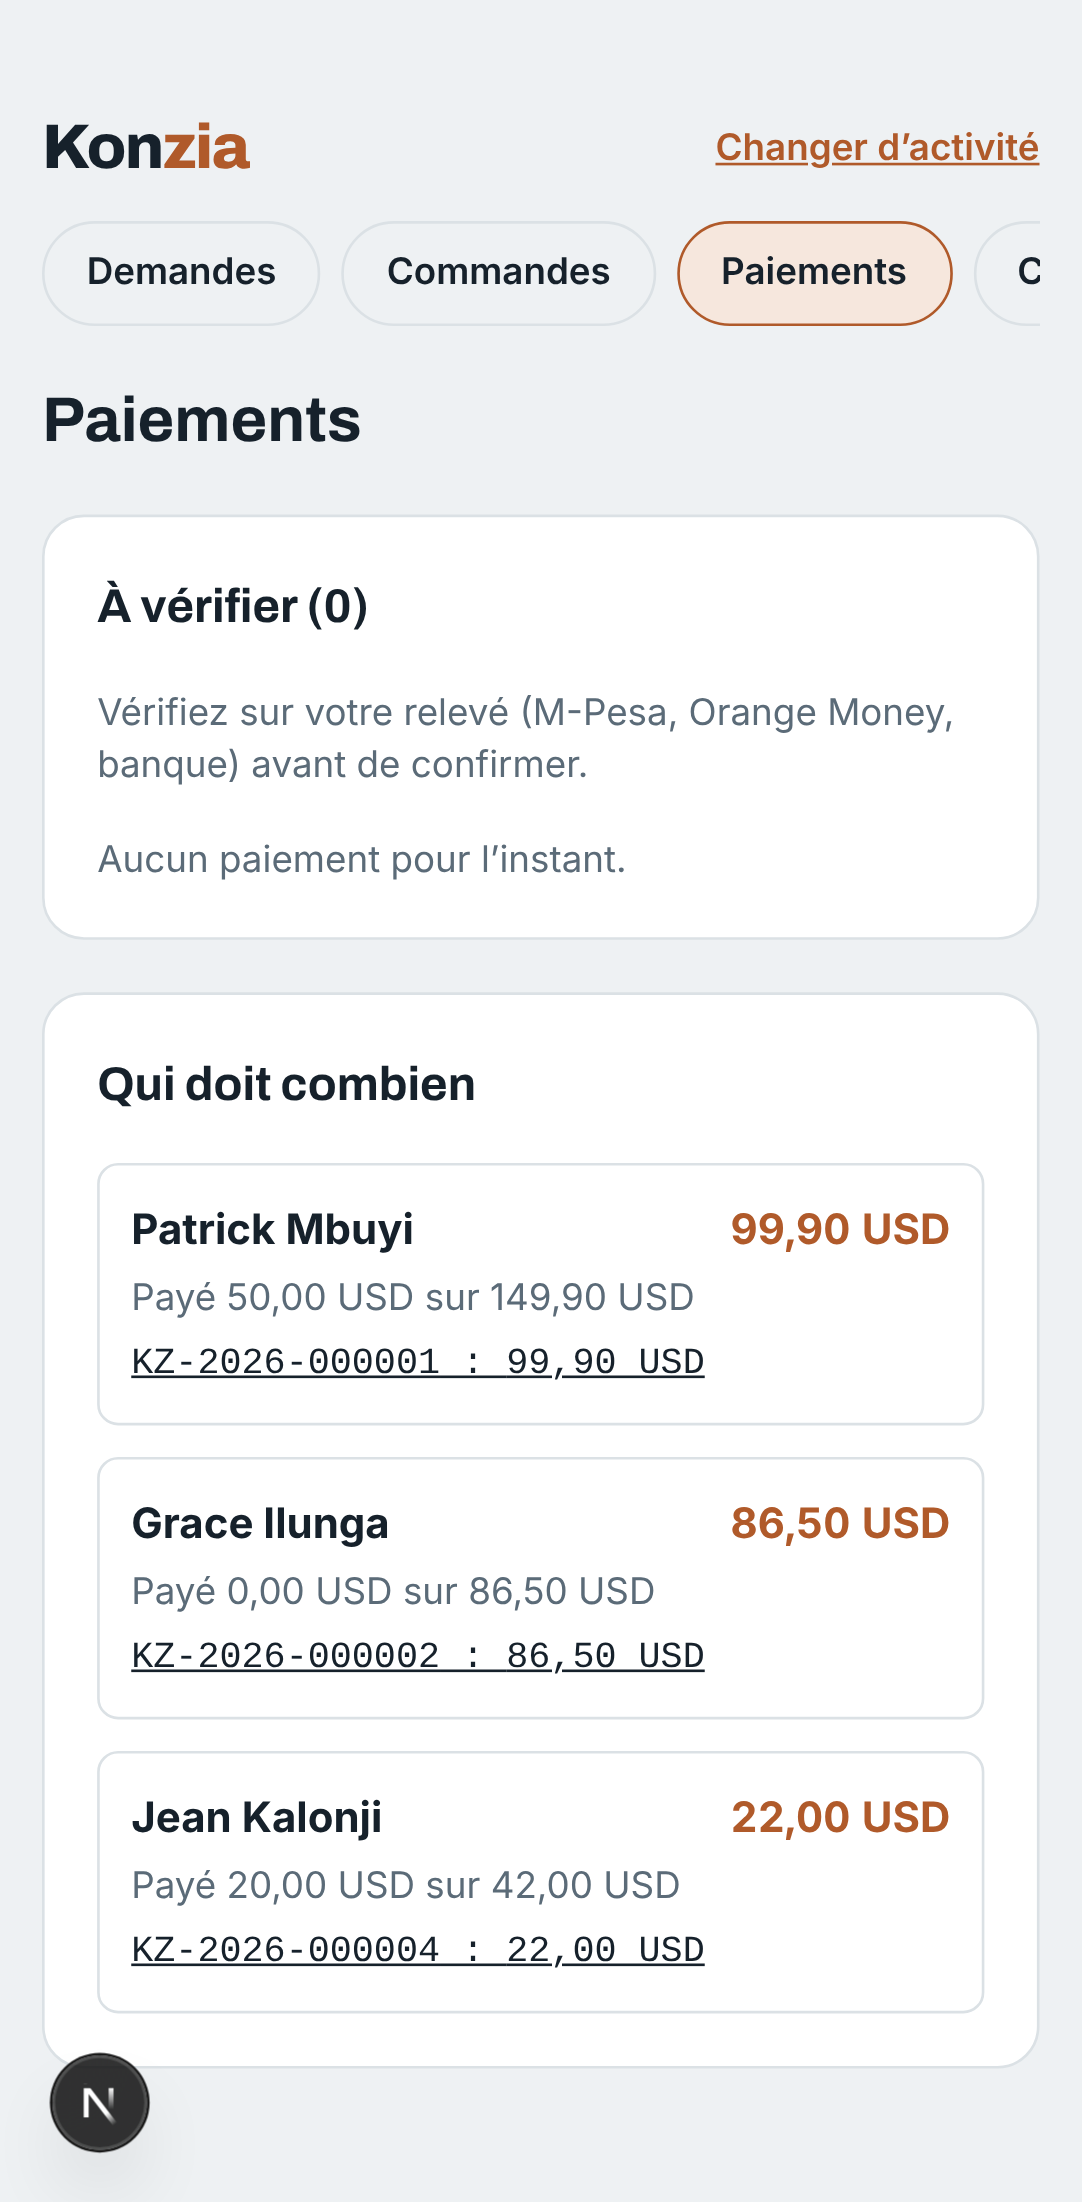 Konzia
Changer d’activité
Demandes
Commandes
Paiements
C
Paiements
À vérifier (0)
Vérifiez sur votre relevé (M-Pesa, Orange Money,
banque) avant de confirmer.
Aucun paiement pour l’instant.
Qui doit combien
Patrick Mbuyi
99,90 USD
Payé 50,00 USD sur 149,90 USD
KZ-2026-000001 : 99,90 USD
Grace Ilunga
86,50 USD
Payé 0,00 USD sur 86,50 USD
KZ-2026-000002 : 86,50 USD
Jean Kalonji
22,00 USD
Payé 20,00 USD sur 42,00 USD
KZ-2026-000004 : 22,00 USD
N